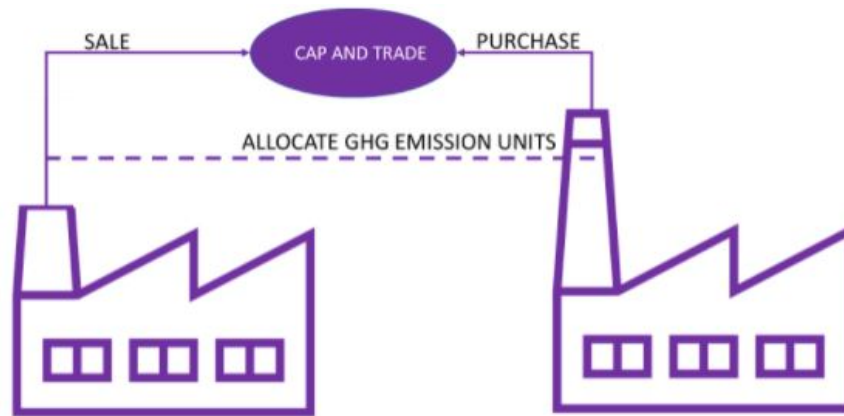 SALE
CAP AND TRADE
PURCHASE
ALLOCATE GHG EMISSION UNITS